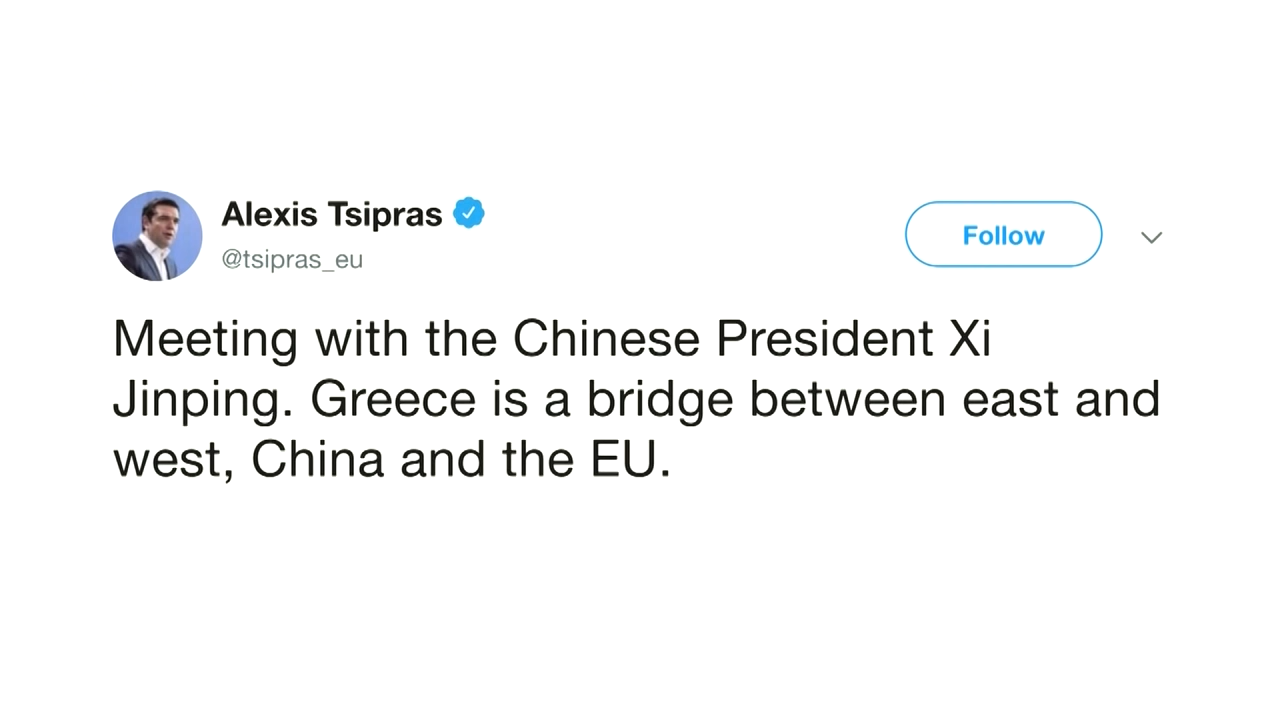 Alexis Tsipras
@tsipras_eu
Follow
Meeting with the Chinese President Xi
Jinping. Greece is a bridge between east and
west, China and the EU.